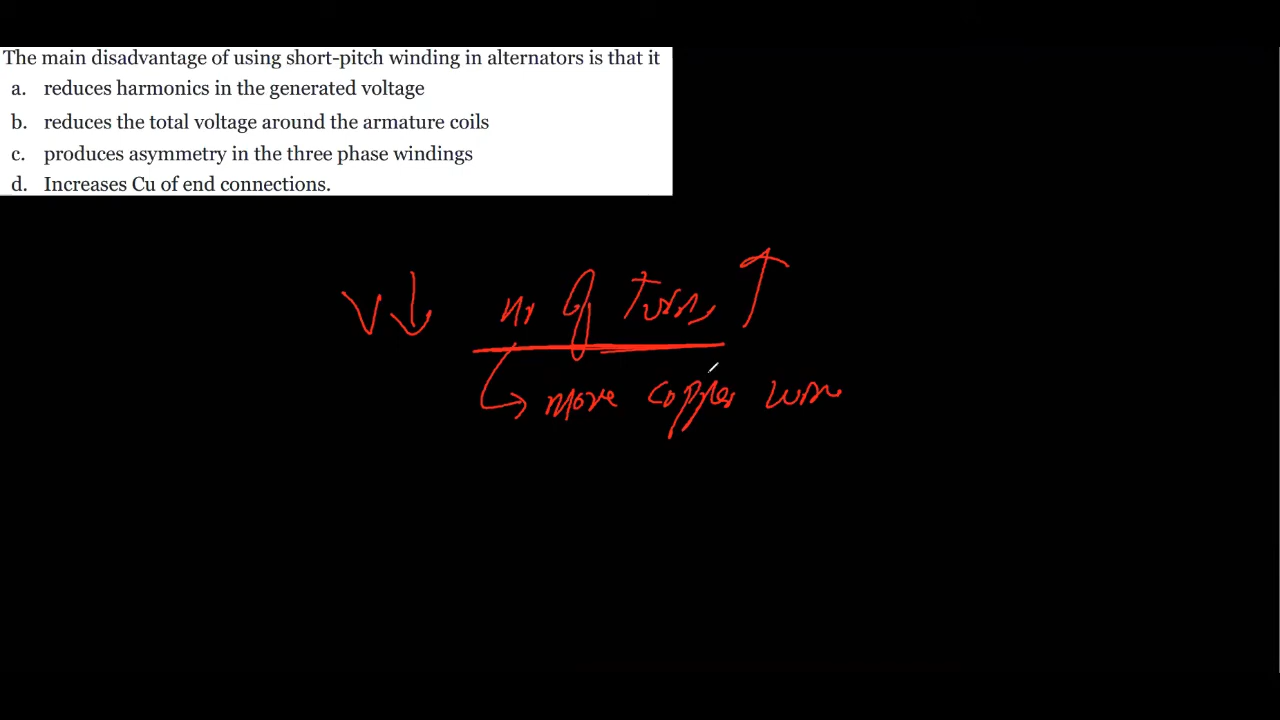 The main disadvantage of using short-pitch winding in alternators is that it
a. reduces harmonics in the generated voltage
b. reduces the total voltage around the armature coils
c. produces asymmetry in the three phase windings
d. Increases Cu of end connections.
V↓ nr of turns ↑
↳ more copper